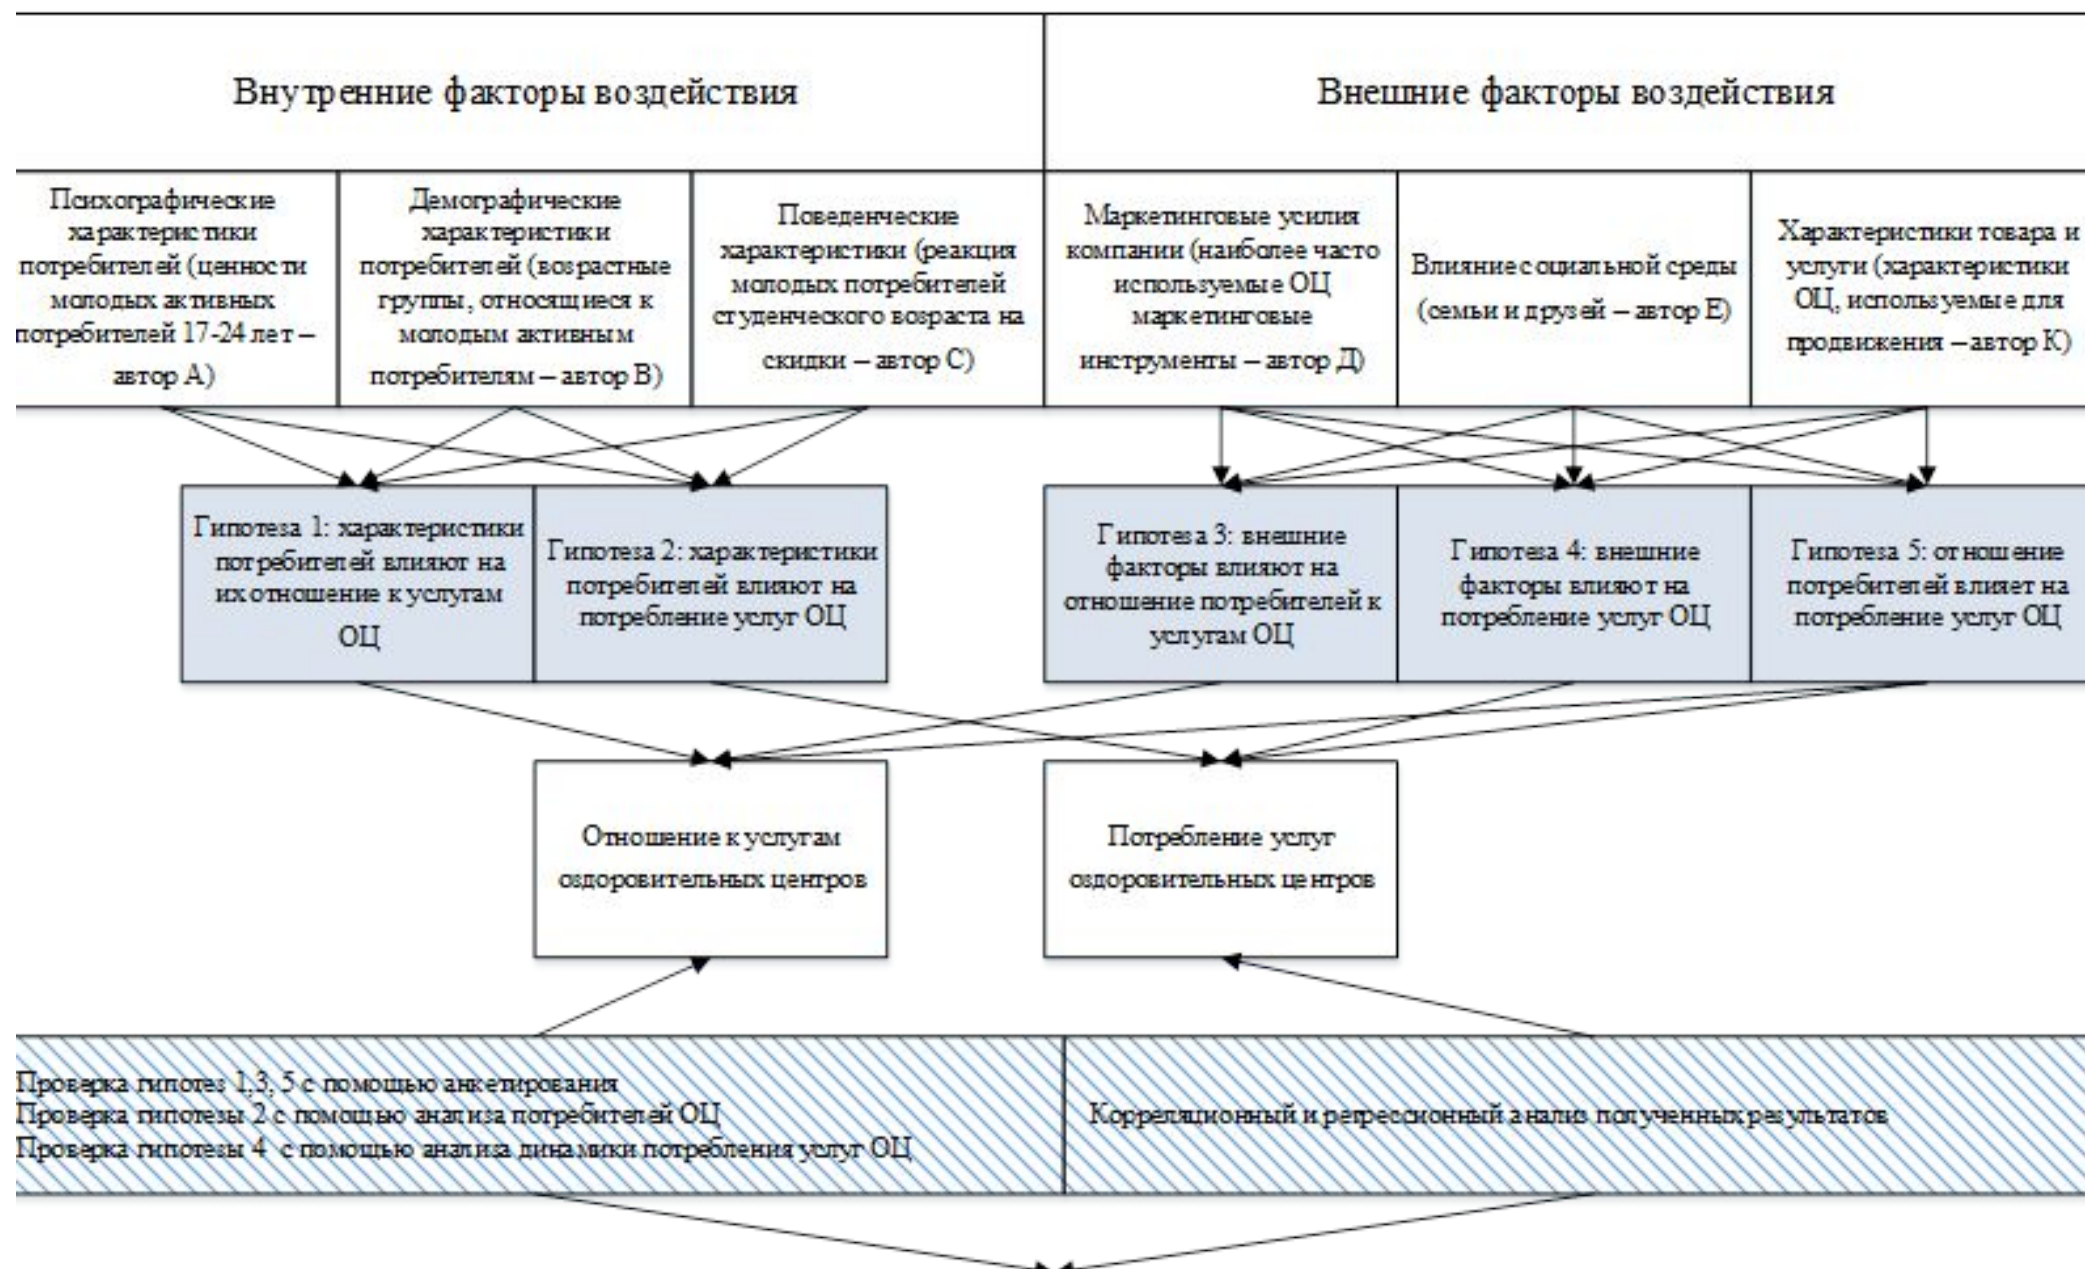 Внутренние факторы воздействия
Внешние факторы воздействия
Психографические
характеристики
потребителей (ценности
молодых активных
потребителей 17-24 лет –
автор А)
Демографические
характеристики
потребителей (возрастные
группы, относящиеся к
молодым активным
потребителям – автор В)
Поведенческие
характеристики (реакция
молодых потребителей
студенческого возраста на
скидки – автор С)
Маркетинговые усилия
компании (наиболее часто
используемые ОЦ
маркетинговые
инструменты – автор Д)
Влияние социальной среды
(семьи и друзей – автор Е)
Характеристики товара и
услуги (характеристики
ОЦ, используемые для
продвижения – автор К)
Гипотеза 1: характеристики
потребителей влияют на
их отношение к услугам
ОЦ
Гипотеза 2: характеристики
потребителей влияют на
потребление услуг ОЦ
Гипотеза 3: внешние
факторы влияют на
отношение потребителей к
услугам ОЦ
Гипотеза 4: внешние
факторы влияют на
потребление услуг ОЦ
Гипотеза 5: отношение
потребителей влияет на
потребление услуг ОЦ
Отношение к услугам
оздоровительных центров
Потребление услуг
оздоровительных центров
Проверка гипотез 1,3, 5 с помощью анкетирования
Проверка гипотезы 2 с помощью анализа потребителей ОЦ
Проверка гипотезы 4 с помощью анализа динамики потребления услуг ОЦ
Корреляционный и регрессионный анализ полученных результатов